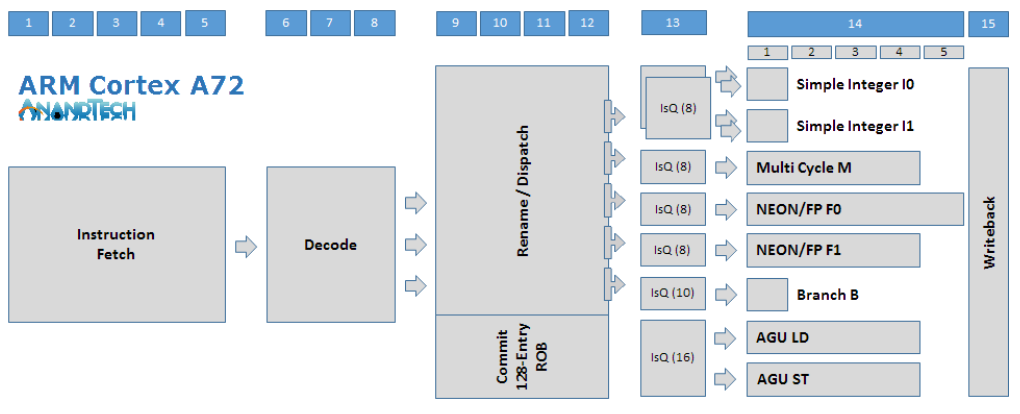 1 2 3 4 5 6 7 8 9 10 11 12 13 14 15
1 2 3 4 5
ARM Cortex A72
ANANDTECH
Instruction
Fetch
Decode
Rename / Dispatch
Commit
128-Entry
ROB
IsQ (8)
IsQ (8)
IsQ (8)
IsQ (8)
IsQ (10)
IsQ (16)
Simple Integer I0
Simple Integer I1
Multi Cycle M
NEON/FP F0
NEON/FP F1
Branch B
AGU LD
AGU ST
Writeback